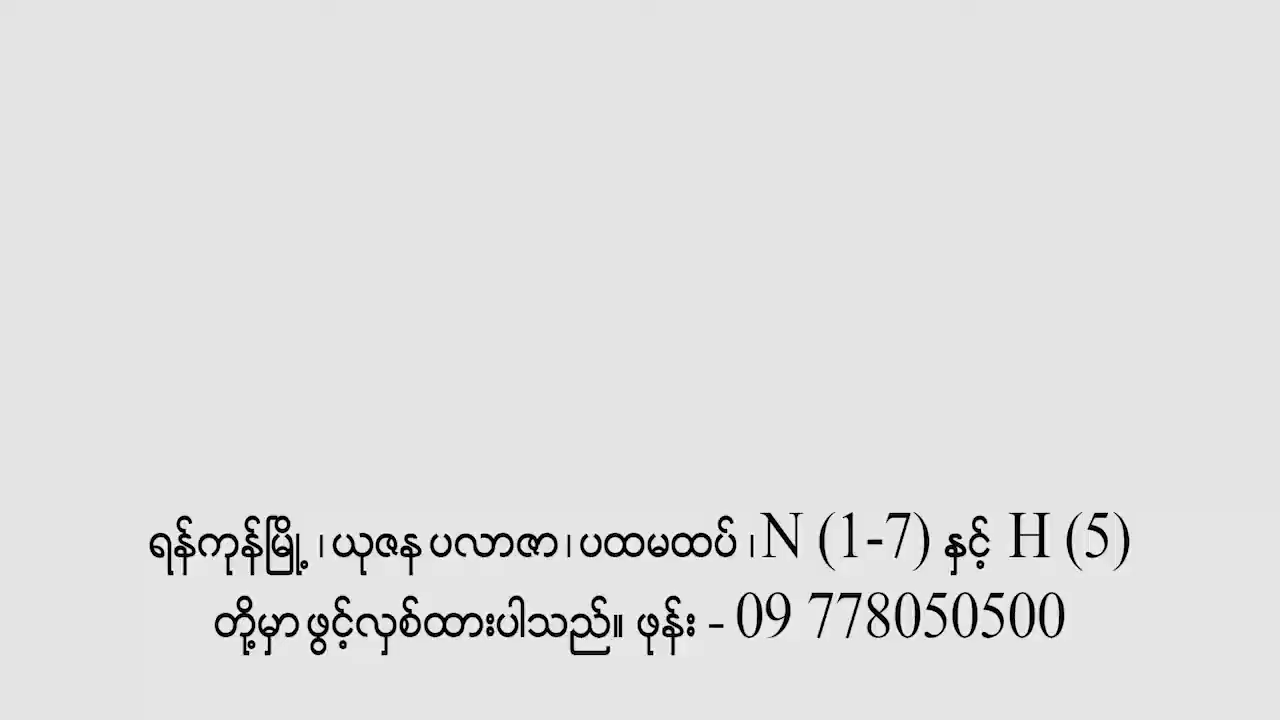 ရန်ကုန်မြို့ ၊ ယုဇန ပလာဇာ ၊ ပထမထပ် ၊ N (1-7) နှင့် H (5)
တို့မှာ ဖွင့်လှစ်ထားပါသည်။ ဖုန်း - 09 778050500